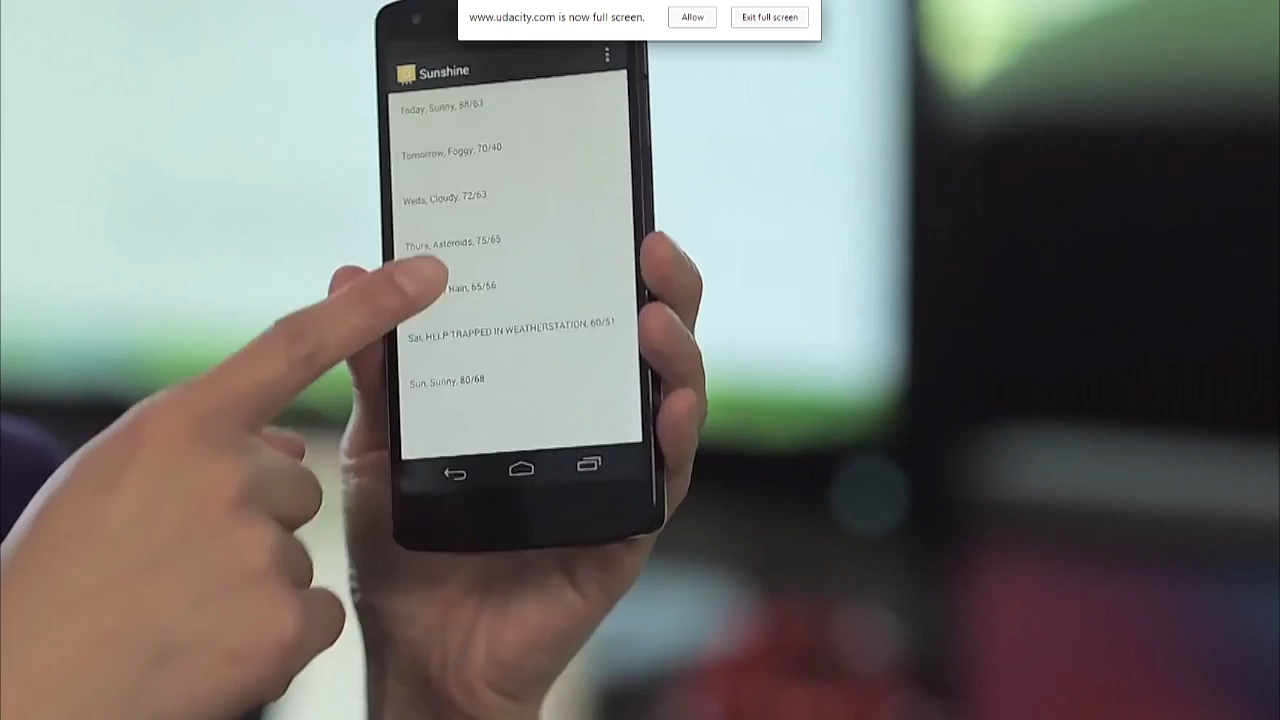 www.udacity.com is now full screen.
Allow
Exit full screen
Sunshine
Today, Sunny, 88/63
Tomorrow, Foggy, 70/40
Weds, Cloudy, 72/63
Thurs, Asteroids, 75/65
Rain, 65/56
Sat, HELP TRAPPED IN WEATHERSTATION, 60/51
Sun, Sunny, 80/68